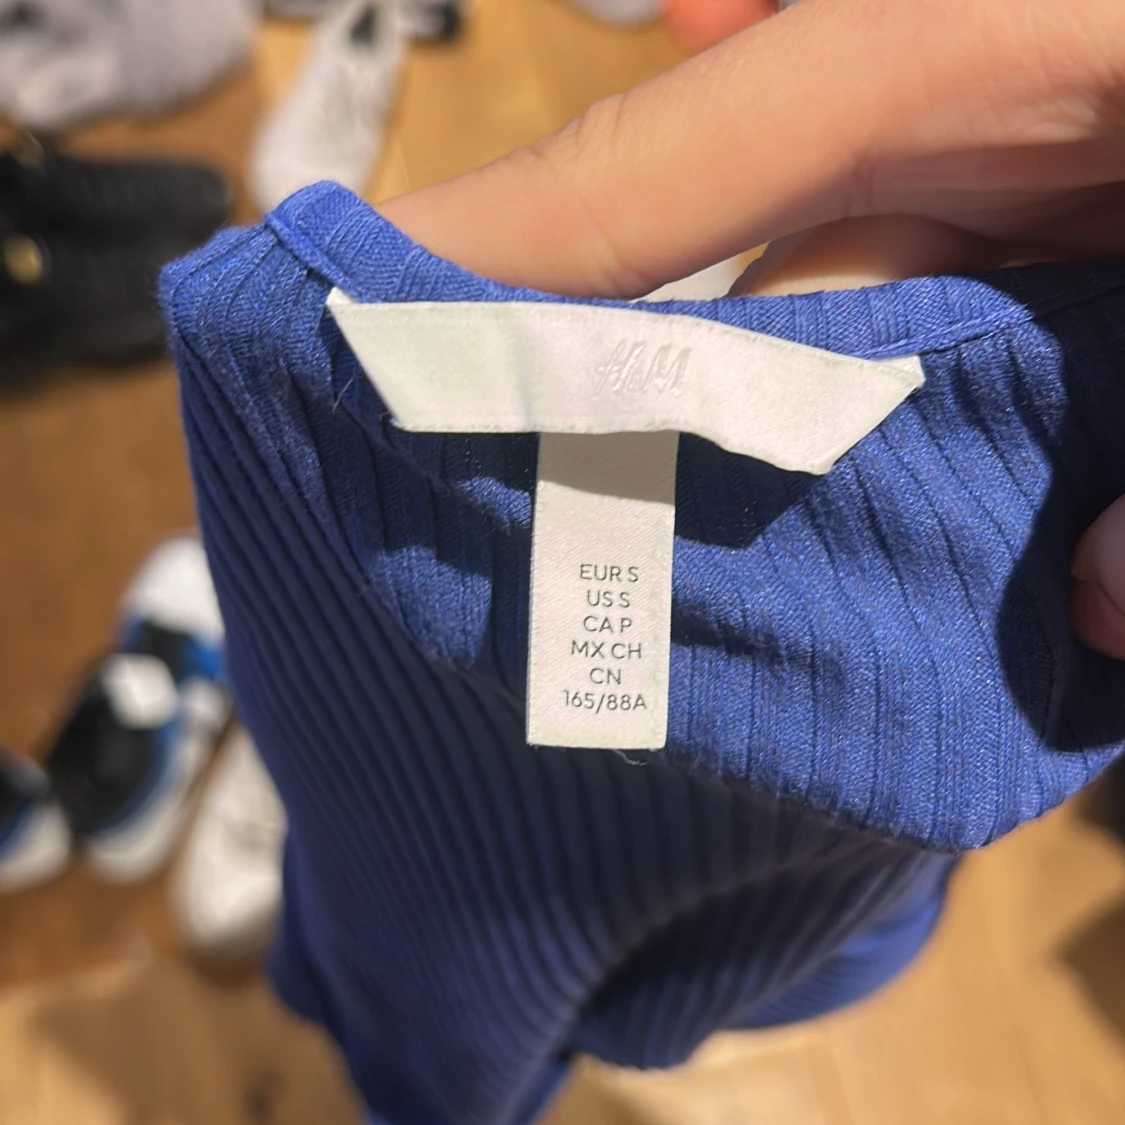 H&M
EUR S
US S
CA P
MX CH
CN
165/88A